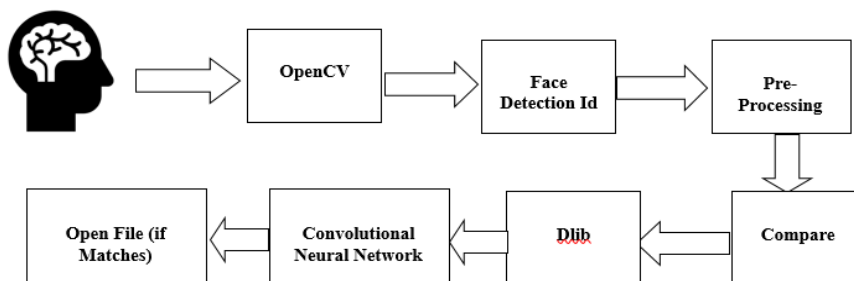 OpenCV
Face
Detection Id
Pre-
Processing
Compare
Dlib
Convolutional
Neural Network
Open File (if
Matches)